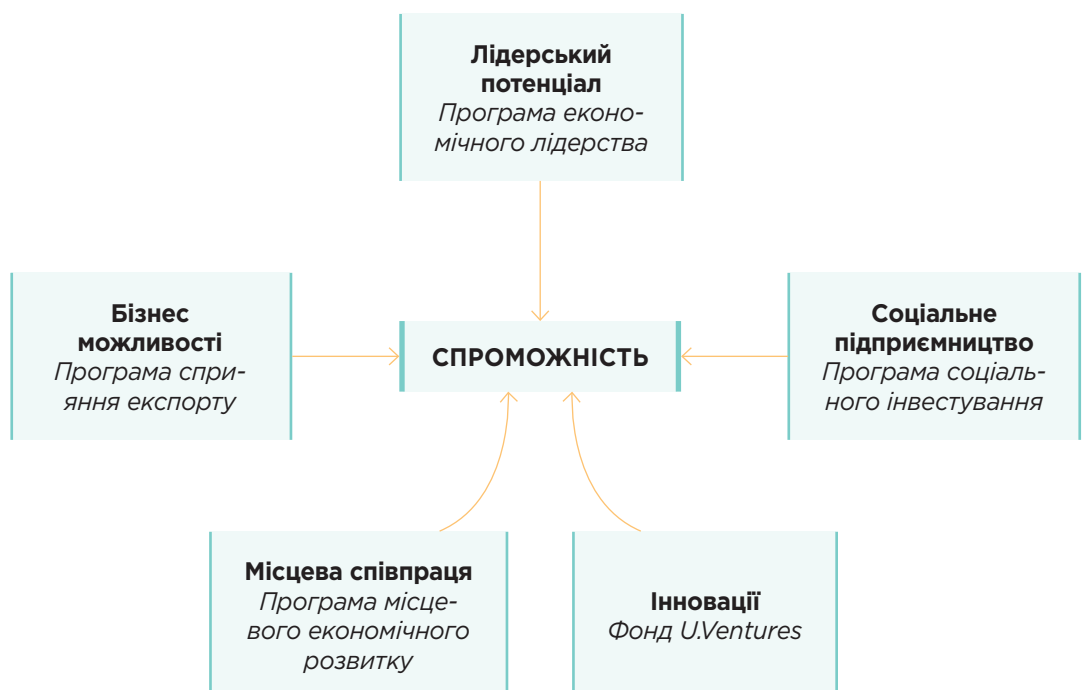 Лідерський
потенціал
Програма еконо-
мічного лідерства
Бізнес
можливості
Програма спри-
яння експорту
СПРОМОЖНІСТЬ
Соціальне
підприємництво
Програма соціаль-
ного інвестування
Місцева співпраця
Програма місце-
вого економічного
розвитку
Інновації
Фонд U.Ventures